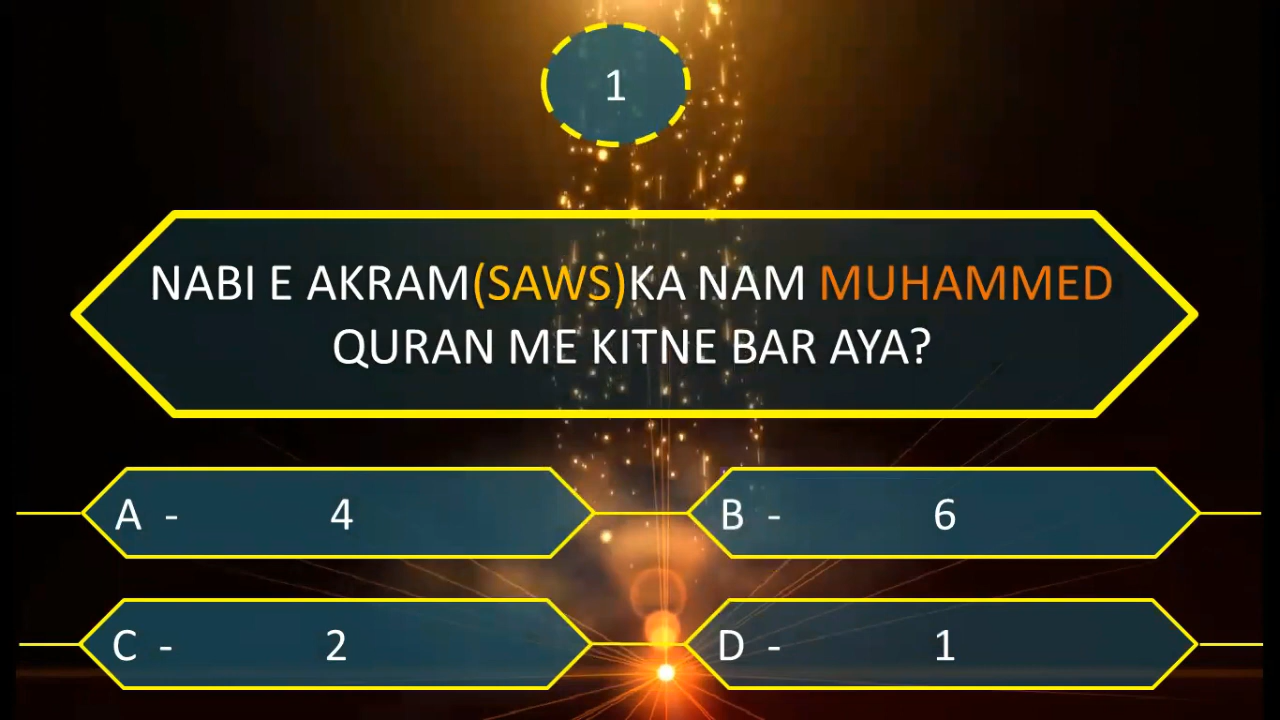 1
NABI E AKRAM(SAWS)KA NAM MUHAMMED
QURAN ME KITNE BAR AYA?
A - 4
B - 6
C - 2
D - 1